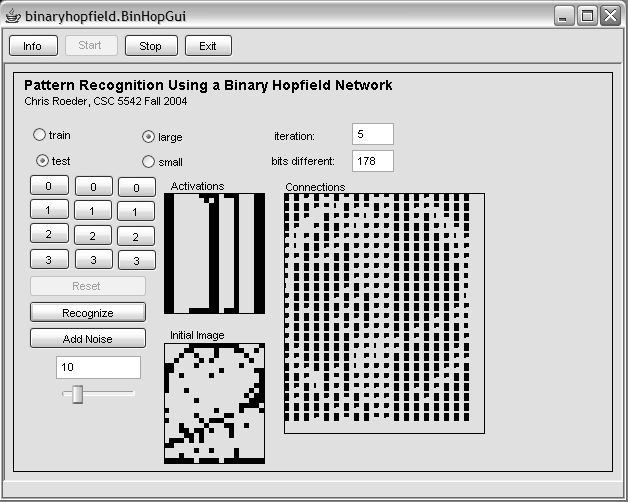 binaryhopfield.BinHopGui
Info Start Stop Exit
Pattern Recognition Using a Binary Hopfield Network
Chris Roeder, CSC 5542 Fall 2004
train large iteration: 5
test small bits different: 178
0 0 0 Activations Connections
1 1 1
2 2 2
3 3 3
Reset
Recognize
Add Noise Initial Image
10